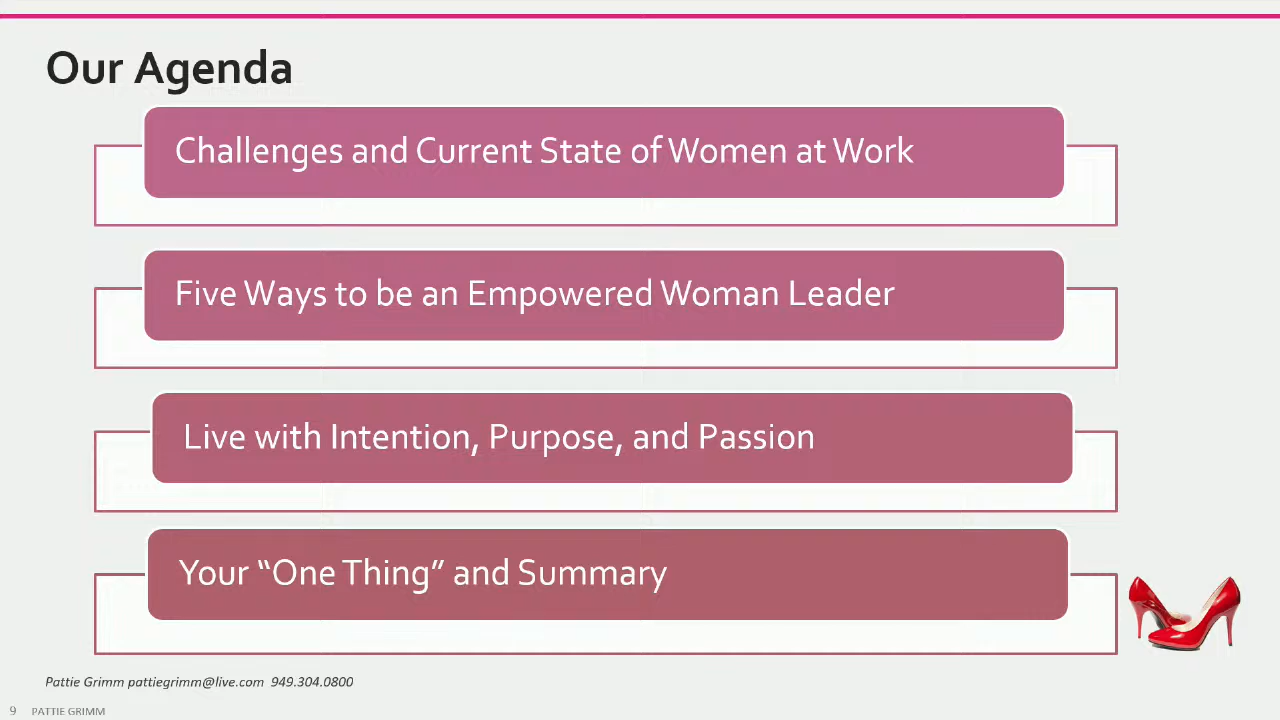 Our Agenda
Challenges and Current State of Women at Work
Five Ways to be an Empowered Woman Leader
Live with Intention, Purpose, and Passion
Your “One Thing” and Summary
Pattie Grimm pattiegrimm@live.com 949.304.0800
9 PATTIE GRIMM